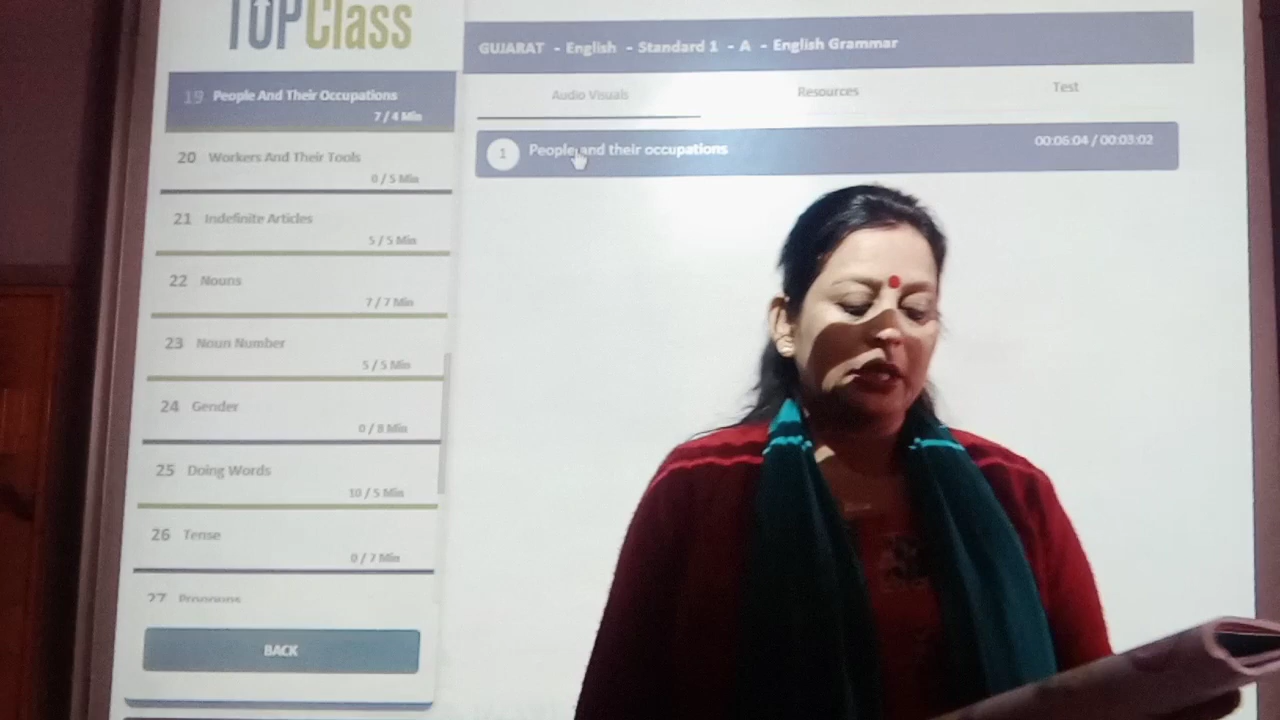 TOPClass
GUJARAT - English - Standard 1 - A - English Grammar
Audio Visuals
Resources
Test
1 People and their occupations 00:06:04 / 00:03:02
19 People And Their Occupations
7 / 4 Min
20 Workers And Their Tools
0 / 5 Min
21 Indefinite Articles
5 / 5 Min
22 Nouns
7 / 7 Min
23 Noun Number
5 / 5 Min
24 Gender
0 / 8 Min
25 Doing Words
10 / 5 Min
26 Tense
0 / 7 Min
27 Pronouns
BACK